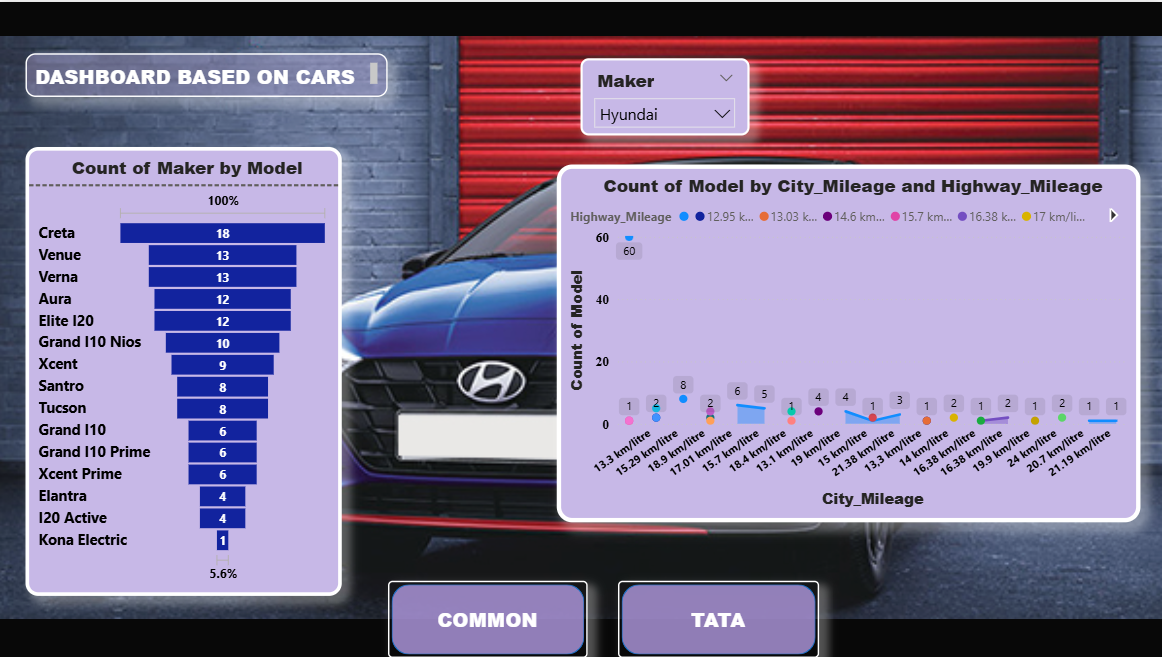 DASHBOARD BASED ON CARS
Maker
Hyundai
Count of Maker by Model
100%
Creta 18
Venue 13
Verna 13
Aura 12
Elite I20 12
Grand I10 Nios 10
Xcent 9
Santro 8
Tucson 8
Grand I10 6
Grand I10 Prime 6
Xcent Prime 6
Elantra 4
I20 Active 4
Kona Electric 1
5.6%
Count of Model by City_Mileage and Highway_Mileage
Highway_Mileage 12.95 k... 13.03 km... 14.6 km... 15.7 km... 16.38 k... 17 km/li...
Count of Model
60
40
20
0
60
1 2 8 2 6 5 1 4 4 1 3 1 2 1 2 1 2 1 1
13.3 km/litre
15.29 km/litre
18.9 km/litre
17.01 km/litre
15.7 km/litre
18.4 km/litre
13.1 km/litre
19 km/litre
15 km/litre
21.38 km/litre
13.3 km/litre
14 km/litre
16.38 km/litre
16.38 km/litre
19.9 km/litre
24 km/litre
20.7 km/litre
21.19 km/litre
City_Mileage
COMMON
TATA